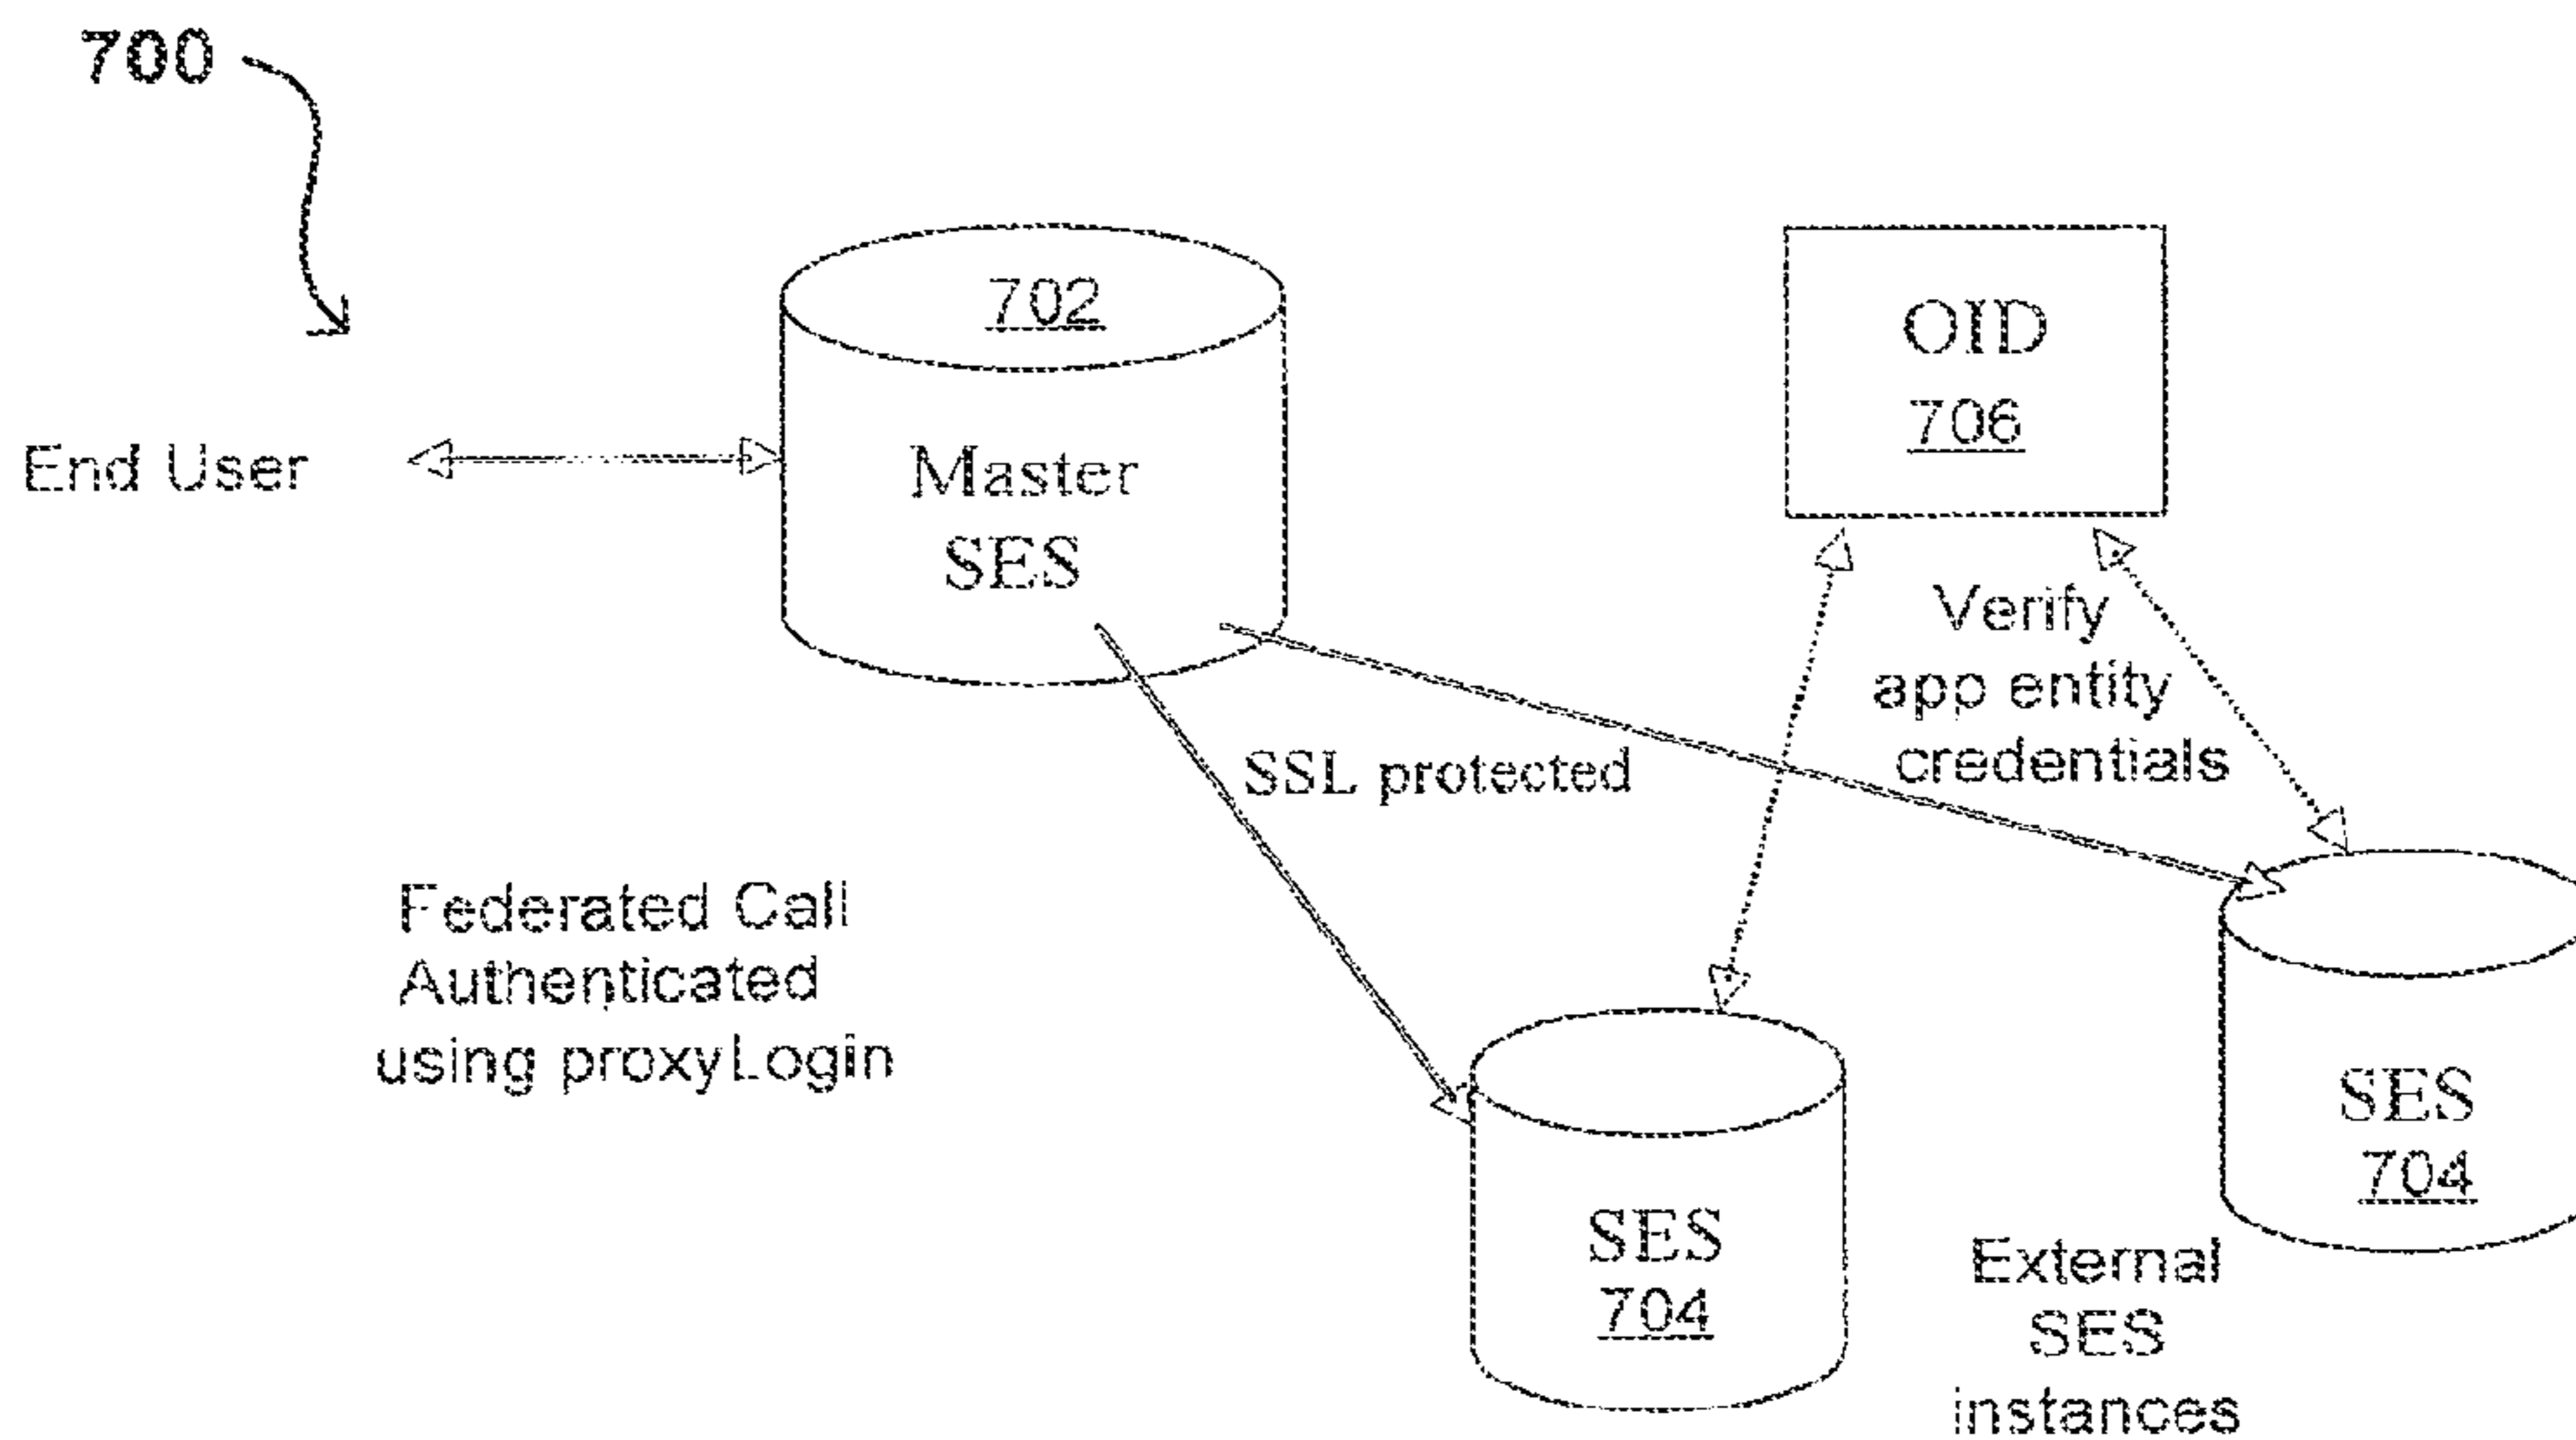 700
702
Master
SES
End User
OID
706
Verify
app entity
credentials
SSL protected
Federated Call
Authenticated
using proxyLogin
SES
704
SES
704
External
SES
instances